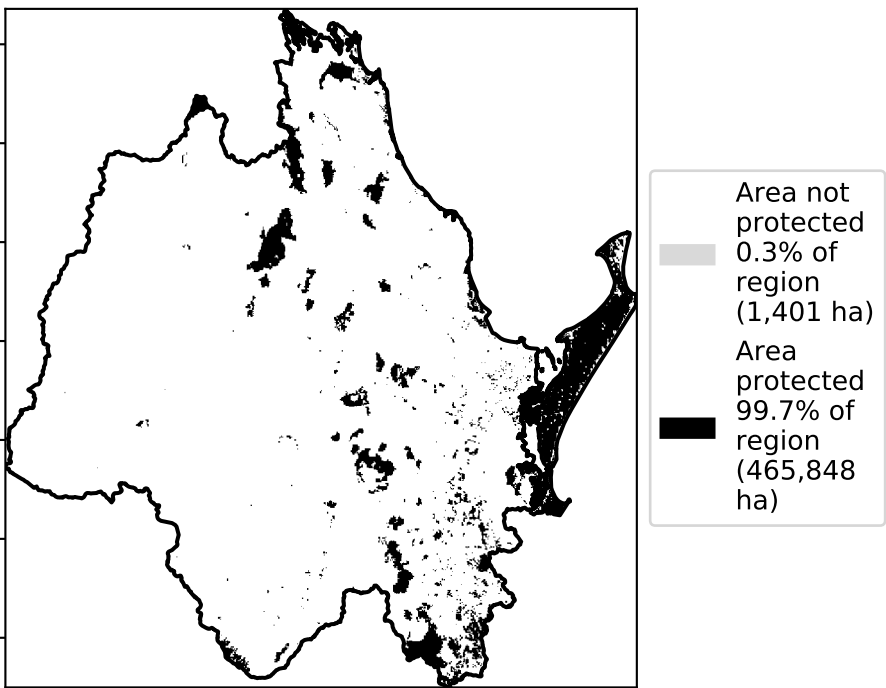 Area not
protected
0.3% of
region
(1,401 ha)
Area
protected
99.7% of
region
(465,848
ha)